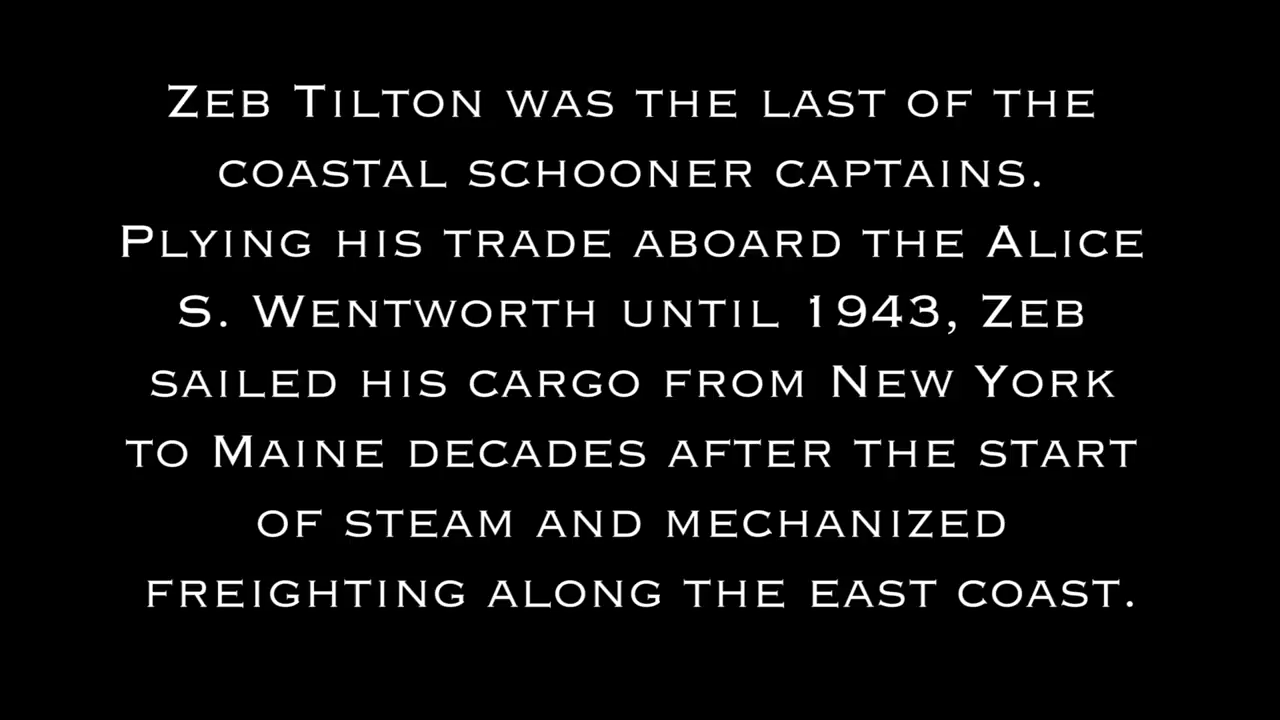 Zeb Tilton was the last of the
coastal schooner captains.
Plying his trade aboard the Alice
S. Wentworth until 1943, Zeb
sailed his cargo from New York
to Maine decades after the start
of steam and mechanized
freighting along the east coast.